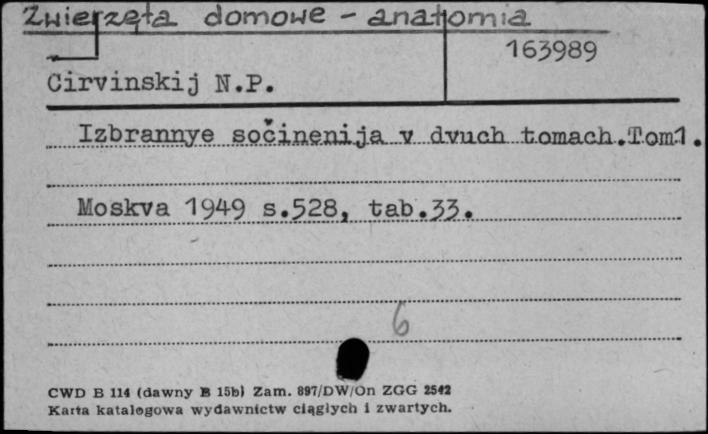 Zwierzęta domowe - anatomia
163989
Cirvinskij N.P.
Izbrannye sočinenija v dvuch tomach.Tom1.
Moskva 1949 s.528, tab.33.
6
CWD B 114 (dawny B 15b) Zam. 897/DW/On ZGG 2542
Karta katalogowa wydawnictw ciągłych i zwartych.